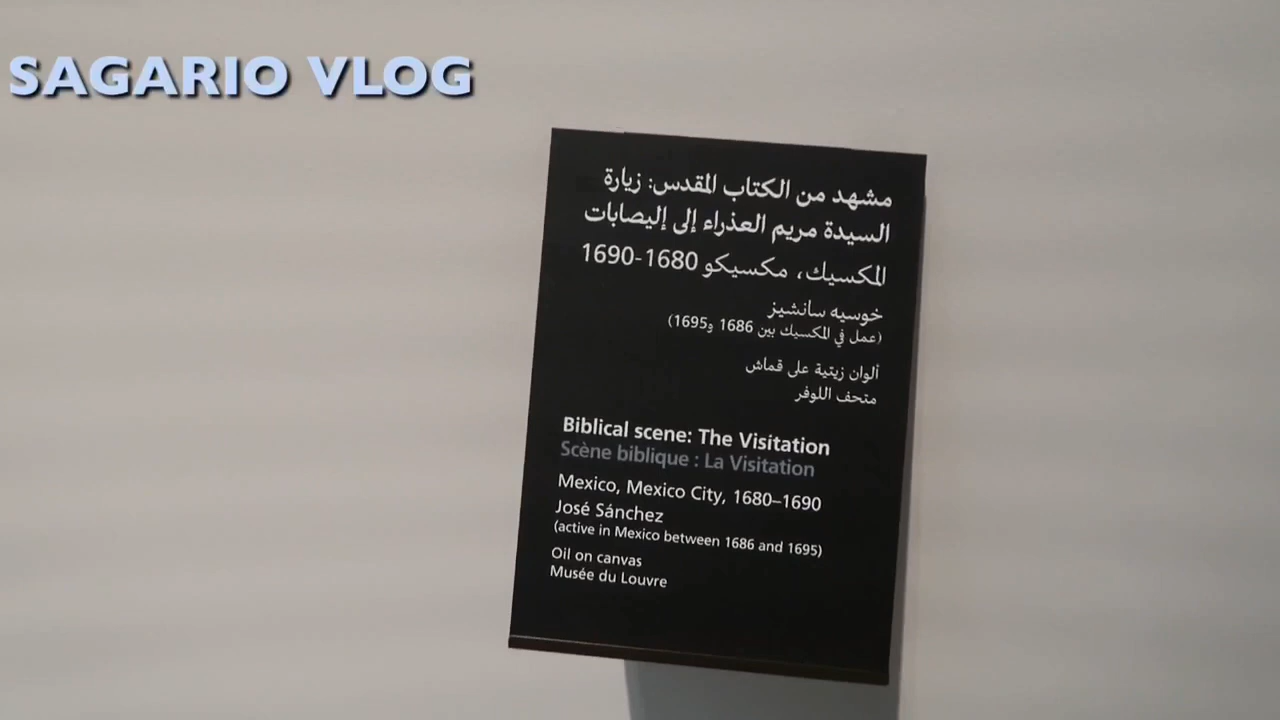 SAGARIO VLOG
مشهد من الكتاب المقدس: زيارة
السيدة مريم العذراء إلى إليصابات
المكسيك، مكسيكو 1680-1690
خوسيه سانشيز
(عمل في المكسيك بين 1686 و1695)
ألوان زيتية على قماش
متحف اللوفر
Biblical scene: The Visitation
Scène biblique : La Visitation
Mexico, Mexico City, 1680–1690
José Sánchez
(active in Mexico between 1686 and 1695)
Oil on canvas
Musée du Louvre